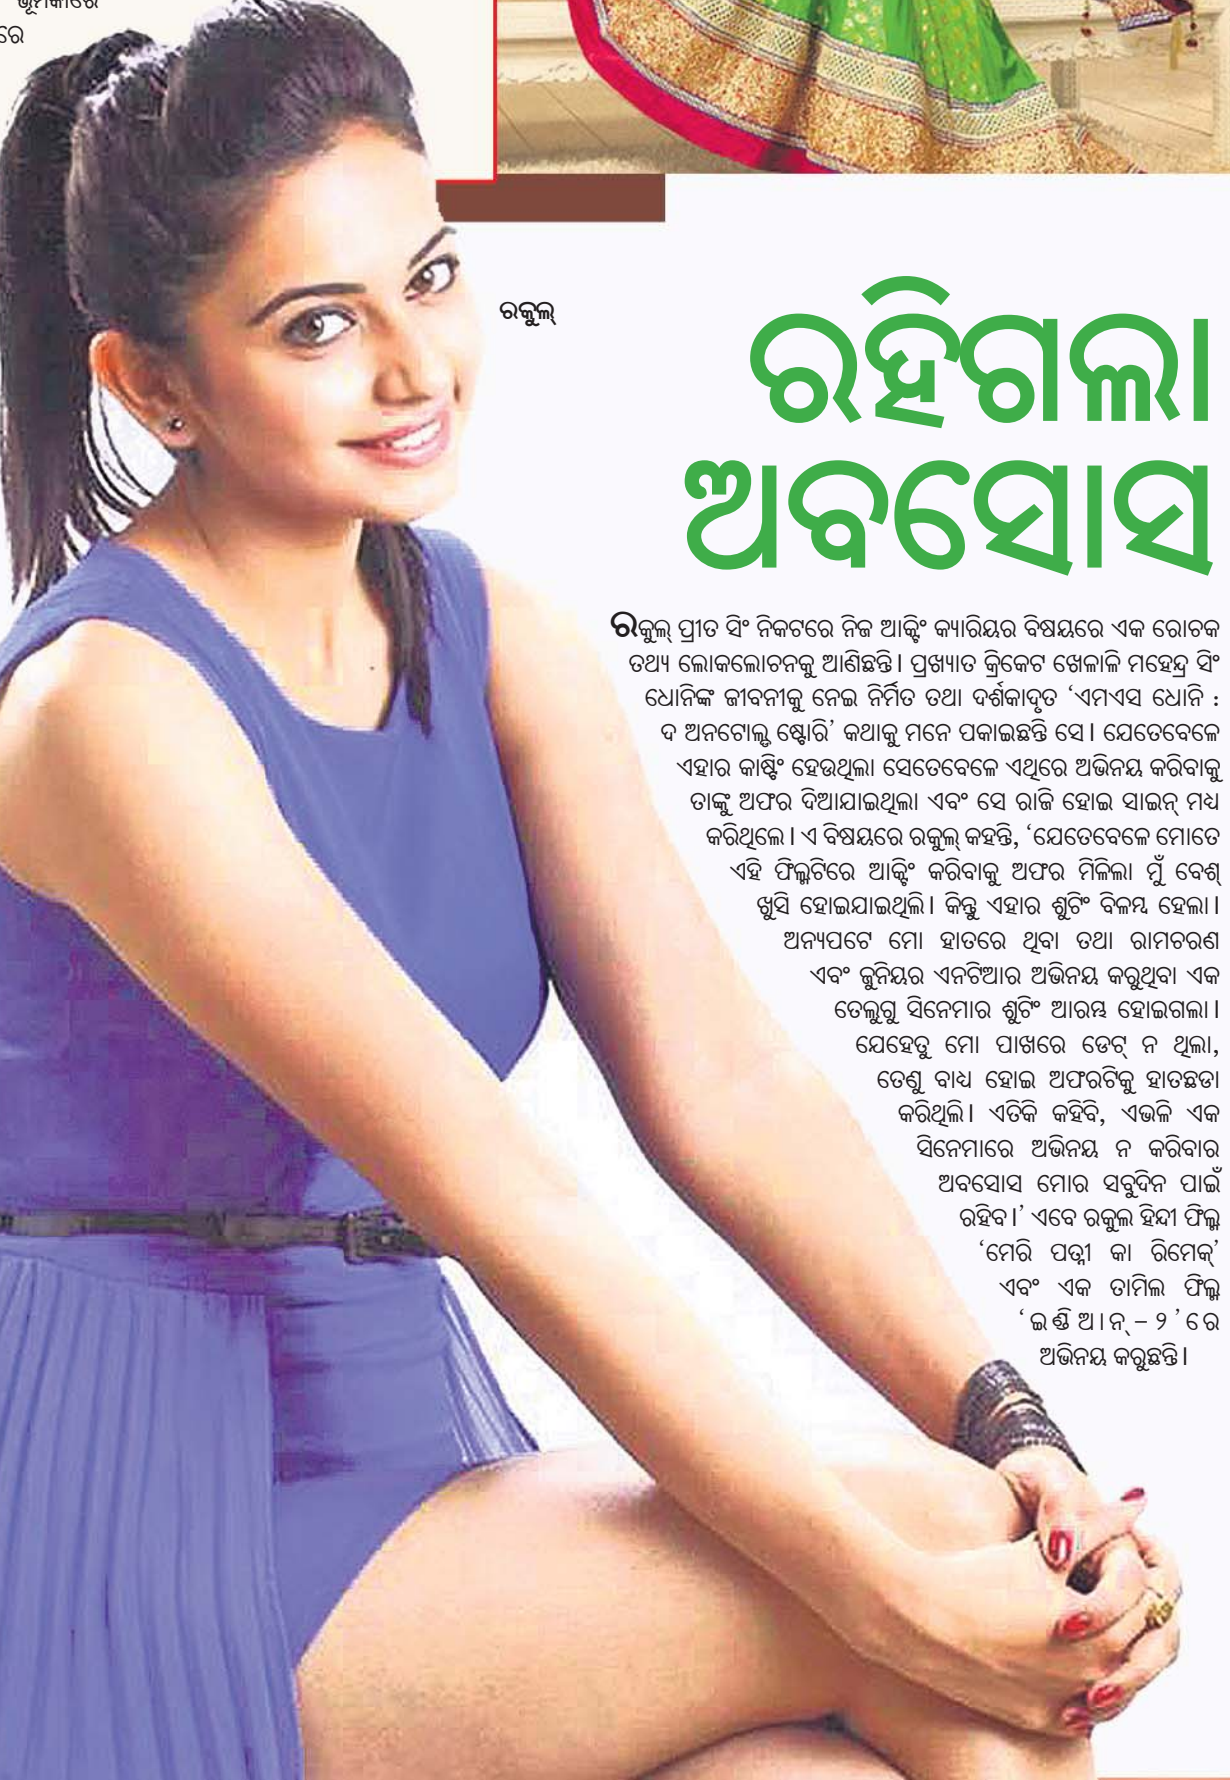 ରେ
ରକୁଲ୍
ରହିଗଲା
ଅବସୋସ
ରକୁଲ୍ ପ୍ରୀତ ସିଂ ନିକଟରେ ନିଜ ଆକ୍ଟିଂ କ୍ୟାରିୟର ବିଷୟରେ ଏକ ରୋଚକ
ତଥ୍ୟ ଲୋକଲୋଚନକୁ ଆଣିଛନ୍ତି। ପ୍ରଖ୍ୟାତ କ୍ରିକେଟ ଖେଳାଳି ମହେନ୍ଦ୍ର ସିଂ
ଧୋନିଙ୍କ ଜୀବନୀକୁ ନେଇ ନିର୍ମିତ ତଥା ଦର୍ଶକାଦୃତ ‘ଏମଏସ ଧୋନି :
ଦ ଅନଟୋଲ୍ଡ ଷ୍ଟୋରି’ କଥାକୁ ମନେ ପକାଇଛନ୍ତି ସେ। ଯେତେବେଳେ
ଏହାର କାଷ୍ଟିଂ ହେଉଥିଲା ସେତେବେଳେ ଏଥିରେ ଅଭିନୟ କରିବାକୁ
ତାଙ୍କୁ ଅଫର ଦିଆଯାଇଥିଲା ଏବଂ ସେ ରାଜି ହୋଇ ସାଇନ୍ ମଧ୍ୟ
କରିଥିଲେ। ଏ ବିଷୟରେ ରକୁଲ୍ କହନ୍ତି, ‘ଯେତେବେଳେ ମୋତେ
ଏହି ଫିଲ୍ମଟିରେ ଆକ୍ଟିଂ କରିବାକୁ ଅଫର ମିଳିଲା ମୁଁ ବେଶ୍
ଖୁସି ହୋଇଯାଇଥିଲି। କିନ୍ତୁ ଏହାର ଶୁଟିଂ ବିଳମ୍ବ ହେଲା।
ଅନ୍ୟପଟେ ମୋ ହାତରେ ଥିବା ତଥା ରାମଚରଣ
ଏବଂ ଜୁନିୟର ଏନଟିଆର ଅଭିନୟ କରୁଥିବା ଏକ
ତେଲୁଗୁ ସିନେମାର ଶୁଟିଂ ଆରମ୍ଭ ହୋଇଗଲା।
ଯେହେତୁ ମୋ ପାଖରେ ଡେଟ୍ ନ ଥିଲା,
ତେଣୁ ବାଧ୍ୟ ହୋଇ ଅଫରଟିକୁ ହାତଛଡା
କରିଥିଲି। ଏତିକି କହିବି, ଏଭଳି ଏକ
ସିନେମାରେ ଅଭିନୟ ନ କରିବାର
ଅବସୋସ ମୋର ସବୁଦିନ ପାଇଁ
ରହିବ।’ ଏବେ ରକୁଲ ହିନ୍ଦୀ ଫିଲ୍ମ
‘ମେରି ପତ୍ନୀ କା ରିମେକ୍’
ଏବଂ ଏକ ତାମିଲ ଫିଲ୍ମ
‘ଇଣ୍ଡିଆନ୍-୨’ରେ
ଅଭିନୟ କରୁଛନ୍ତି।